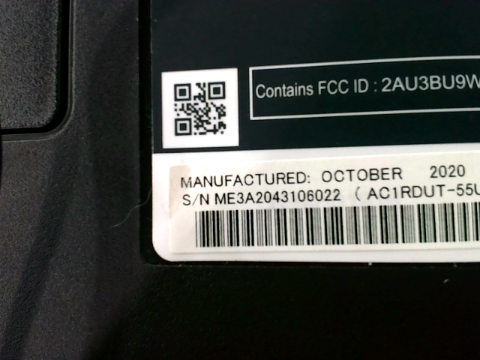 Contains FCC ID : 2AU3BU9W
MANUFACTURED: OCTOBER 2020
S/N ME3A2043106022 ( AC1RDUT-55U